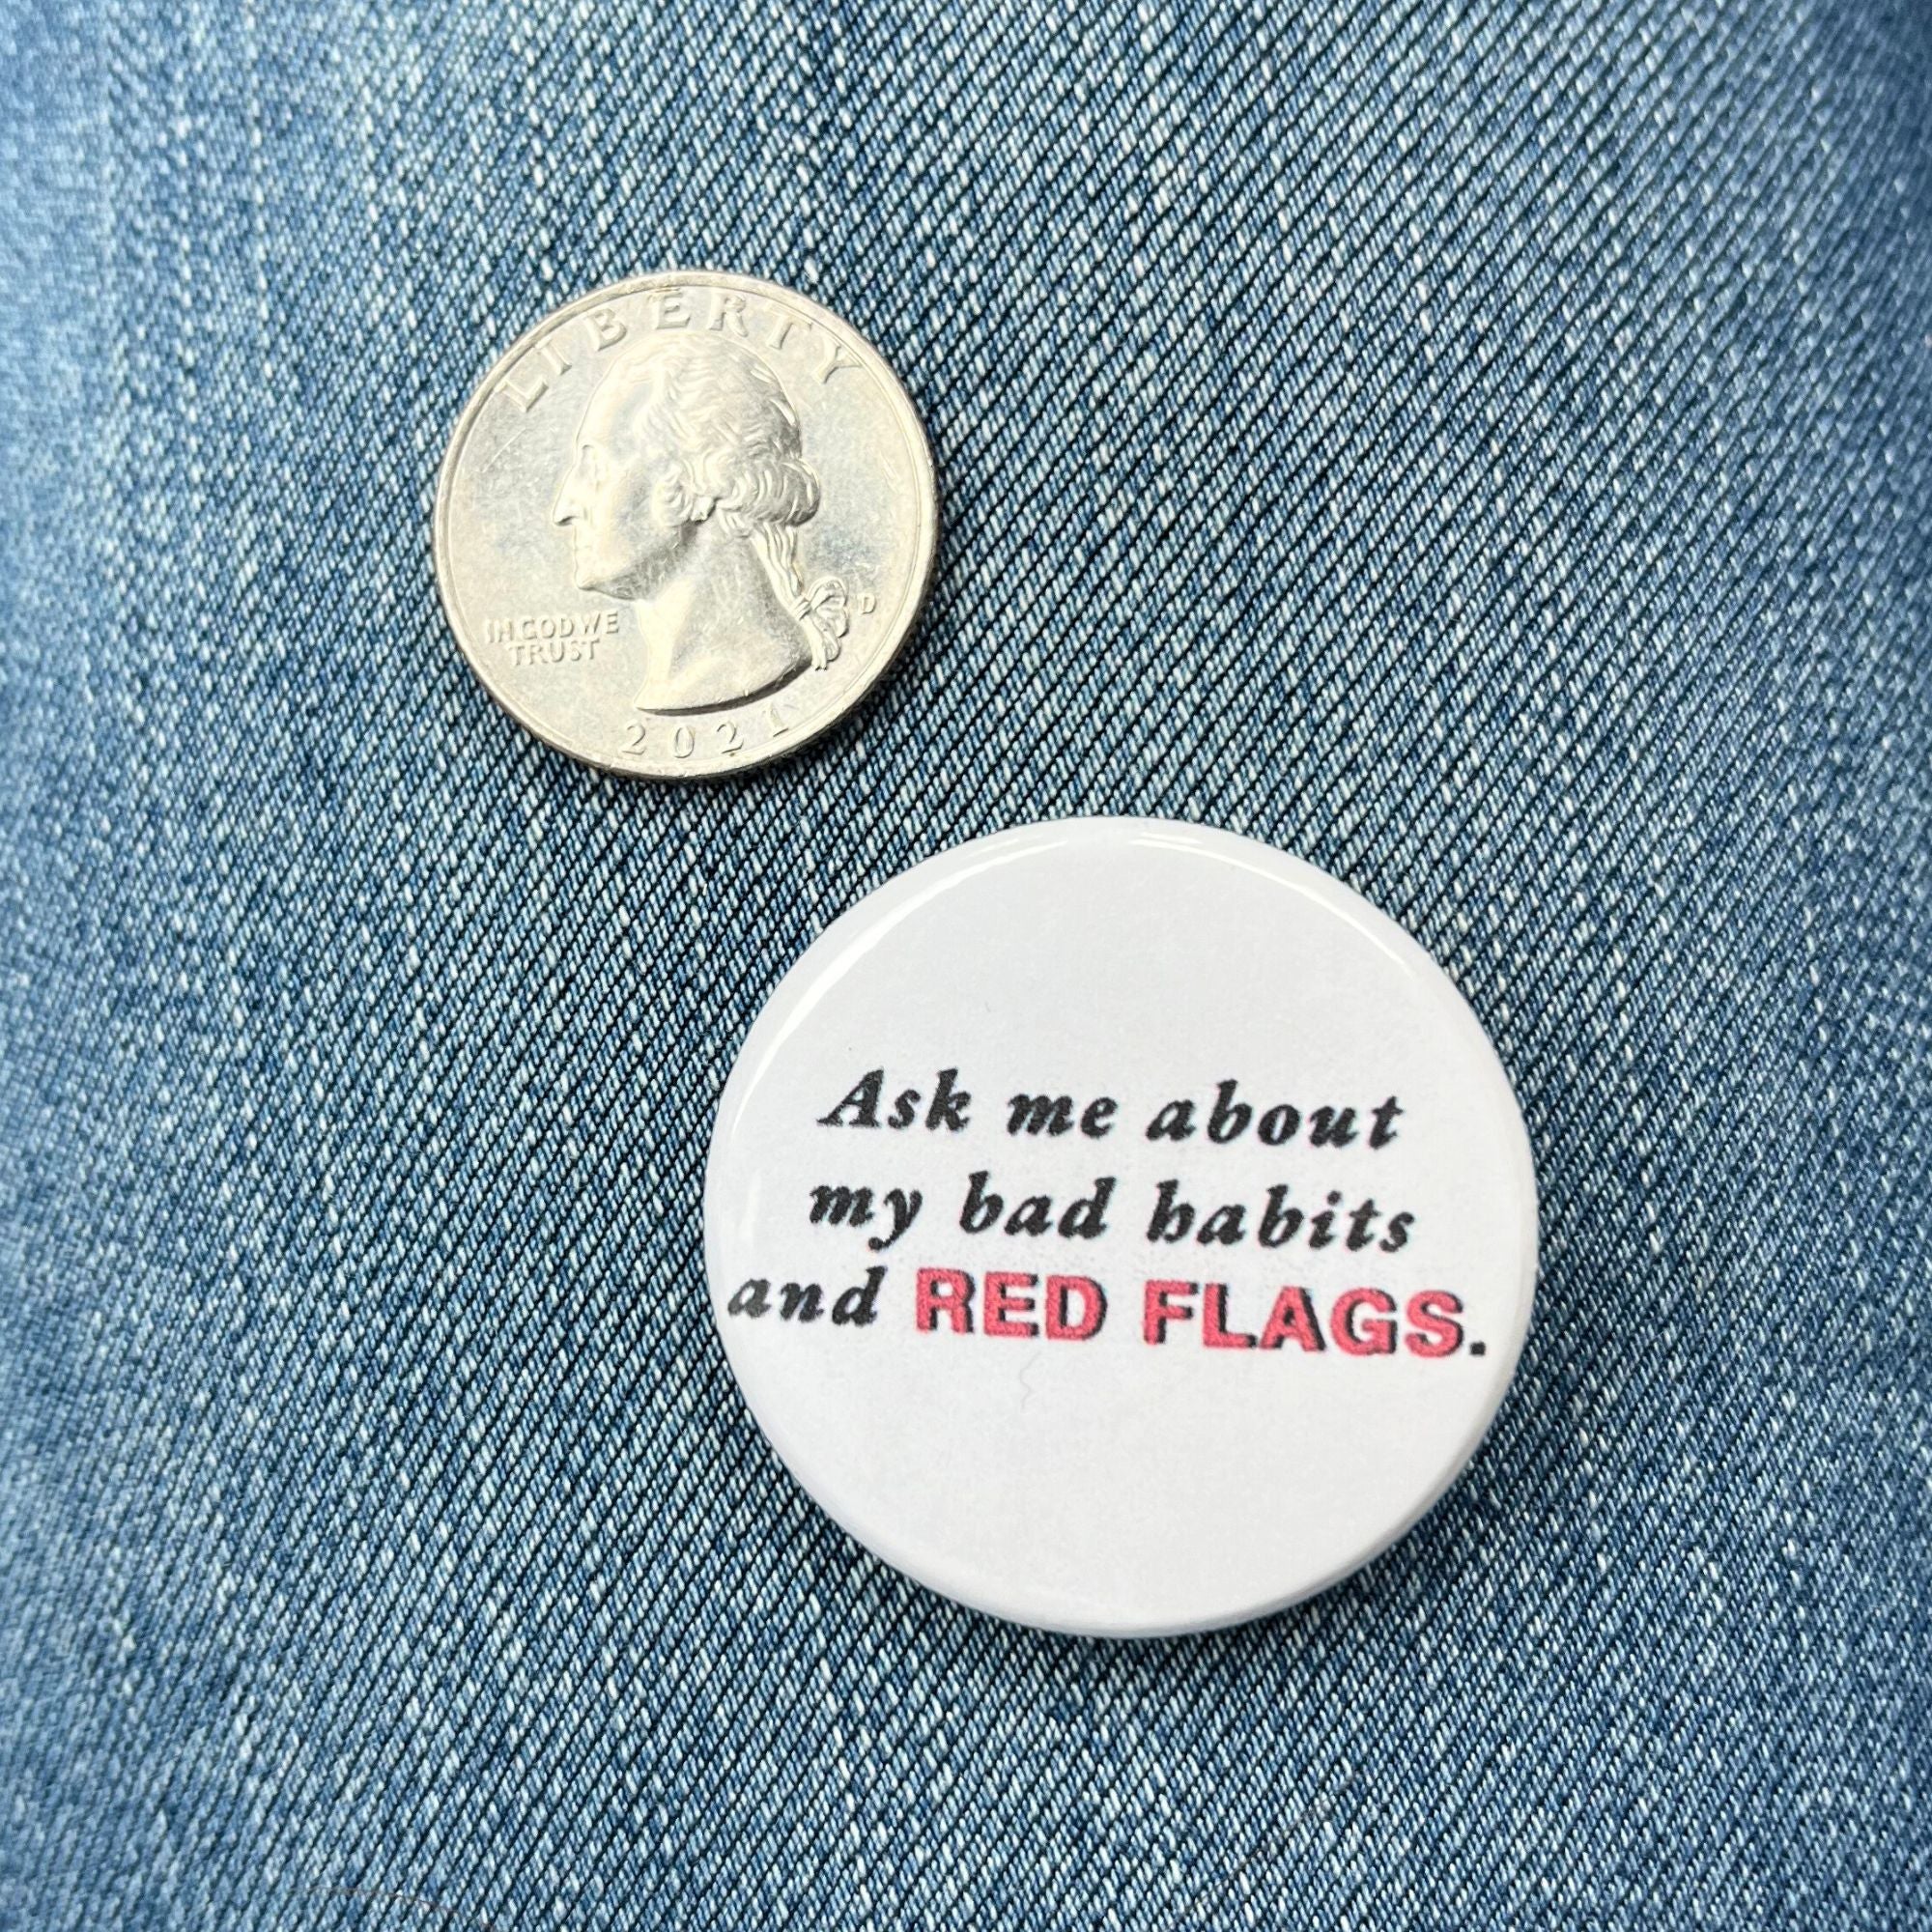 LIBERTY
IN GOD WE
TRUST
D
2021
Ask me about
my bad habits
and RED FLAGS.